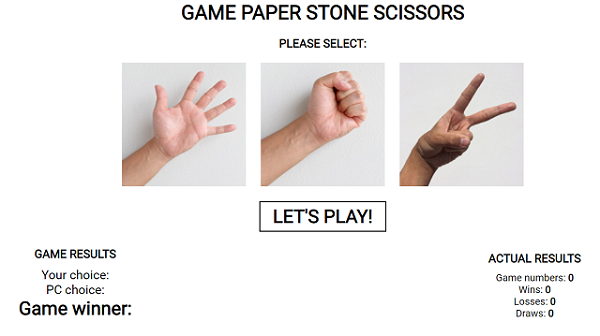 GAME PAPER STONE SCISSORS
PLEASE SELECT:
LET'S PLAY!
GAME RESULTS
Your choice:
PC choice:
Game winner:
ACTUAL RESULTS
Game numbers: 0
Wins: 0
Losses: 0
Draws: 0